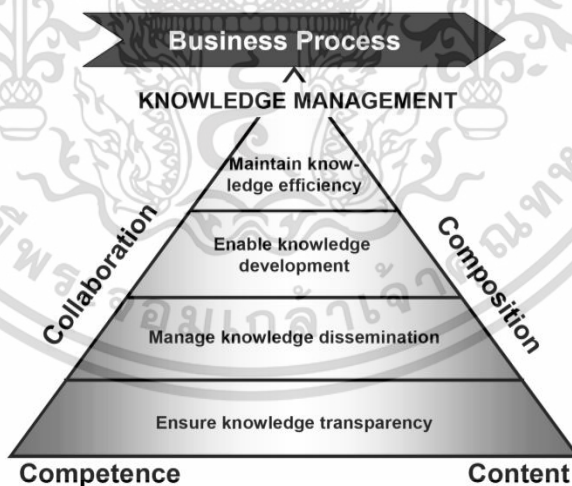 Business Process
KNOWLEDGE MANAGEMENT
Maintain know-
ledge efficiency
Enable knowledge
development
Collaboration
Composition
Manage knowledge dissemination
Ensure knowledge transparency
Competence
Content